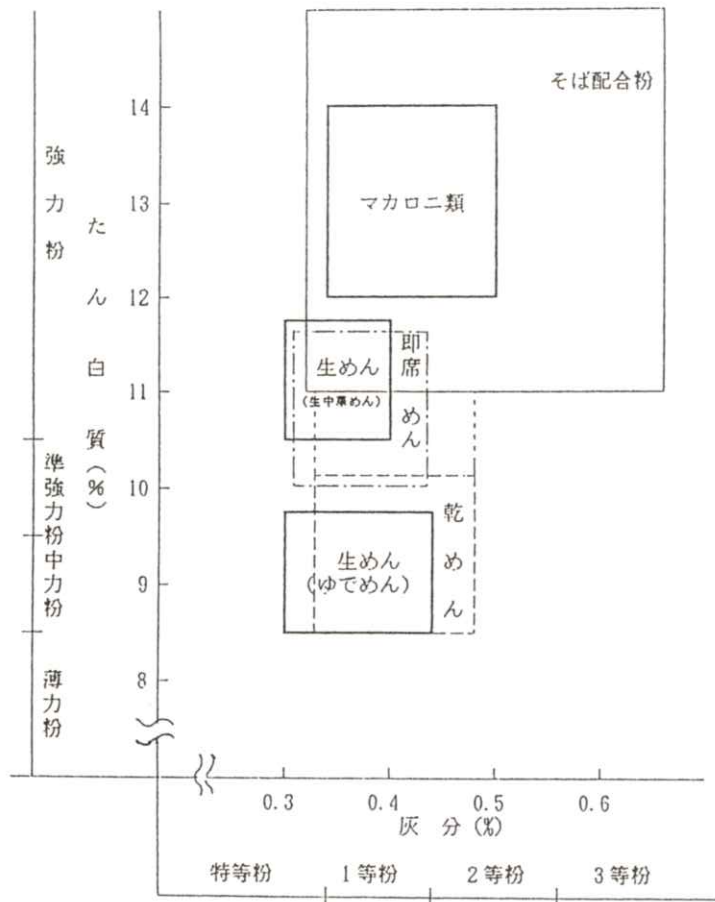 そば配合粉
14
強力粉
マカロニ類
13
たん白質(%)
12
即席めん
生めん
(生中厚めん)
11
準強力粉
10
乾めん
生めん
(ゆでめん)
中力粉
9
8
薄力粉
0.3 0.4 0.5 0.6
灰 分 (%)
特等粉 1等粉 2等粉 3等粉